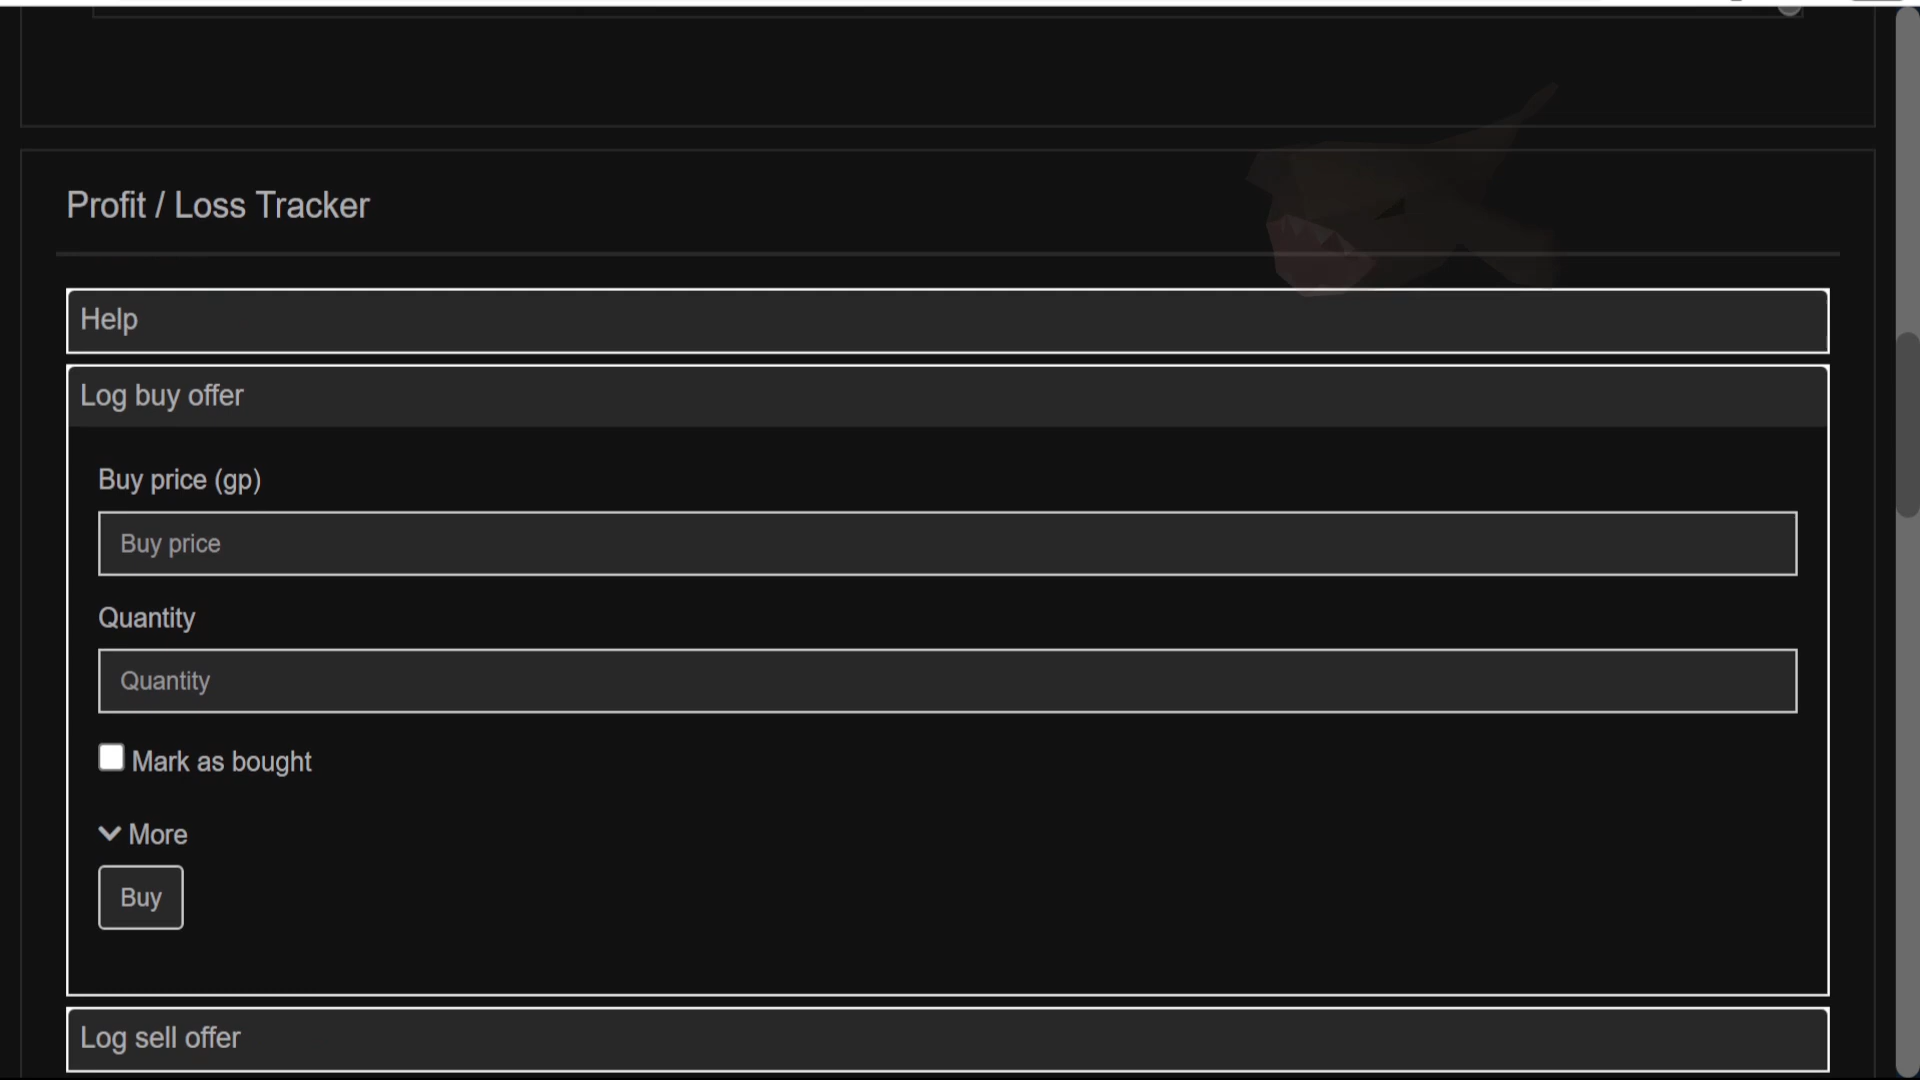 Profit / Loss Tracker
Help
Log buy offer
Buy price (gp)
Buy price
Quantity
Quantity
Mark as bought
More
Buy
Log sell offer